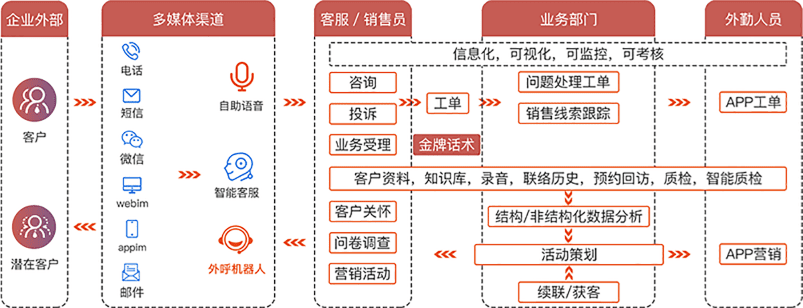 企业外部
多媒体渠道
客服 / 销售员
业务部门
外勤人员
客户
潜在客户
电话
短信
微信
webim
appim
邮件
自助语音
智能客服
外呼机器人
信息化，可视化，可监控，可考核
咨询
投诉
业务受理
工单
金牌话术
问题处理工单
销售线索跟踪
APP工单
客户资料，知识库，录音，联络历史，预约回访，质检，智能质检
客户关怀
问卷调查
营销活动
结构/非结构化数据分析
活动策划
续联/获客
APP营销